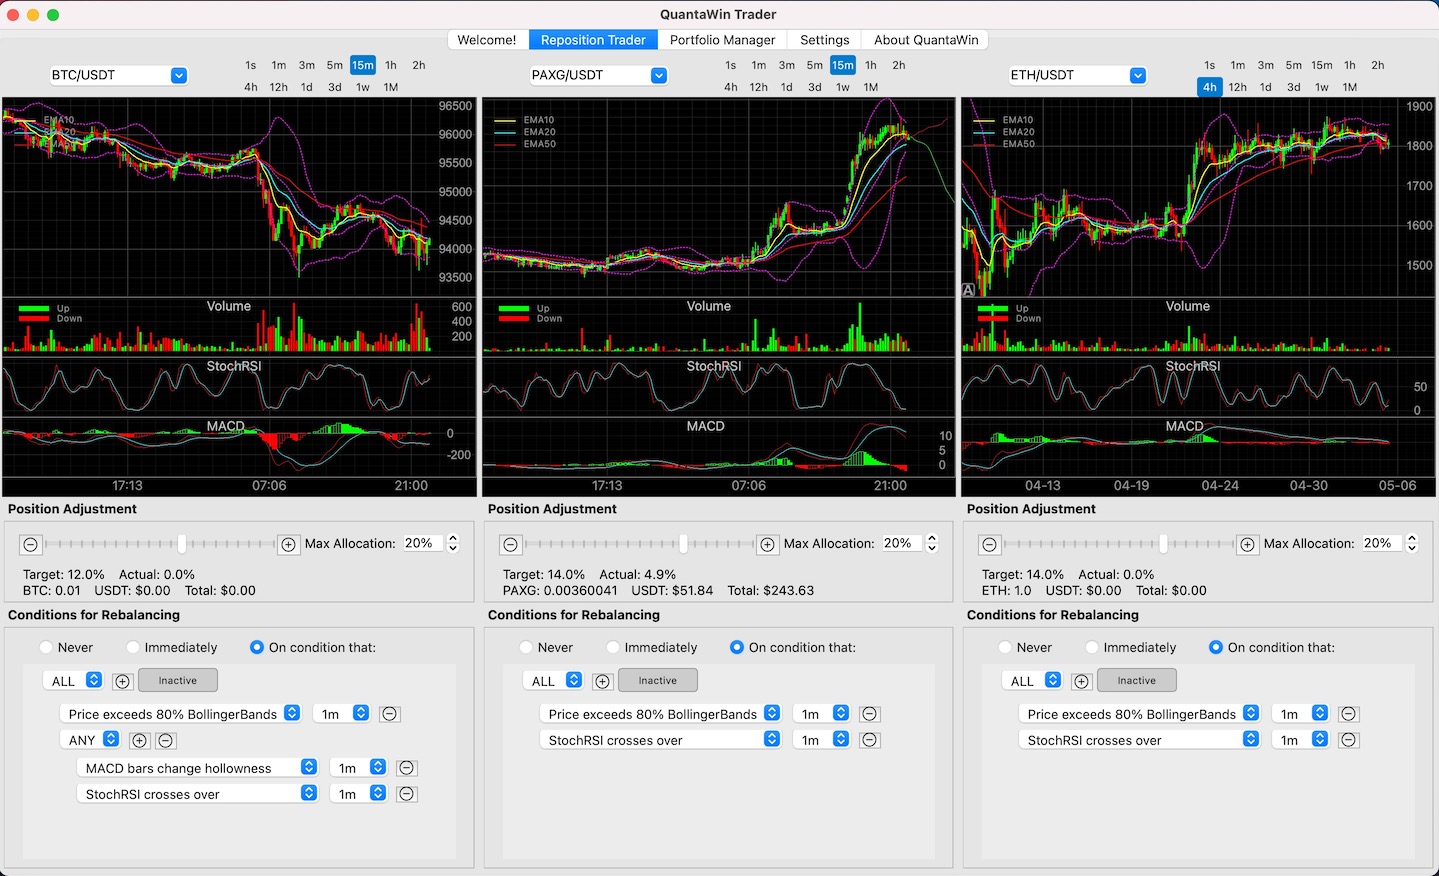 QuantaWin Trader
Welcome! Reposition Trader Portfolio Manager Settings About QuantaWin
BTC/USDT
1s 1m 3m 5m 15m 1h 2h
4h 12h 1d 3d 1w 1M
EMA10
EMA20
EMA50
96500
96000
95500
95000
94500
94000
93500
Volume
Up
Down
600
400
200
StochRSI
MACD
0
-200
17:13 07:06 21:00
Position Adjustment
Max Allocation: 20%
Target: 12.0% Actual: 0.0%
BTC: 0.01 USDT: $0.00 Total: $0.00
Conditions for Rebalancing
Never Immediately On condition that:
ALL Inactive
Price exceeds 80% BollingerBands 1m
ANY
MACD bars change hollowness 1m
StochRSI crosses over 1m
PAXG/USDT
1s 1m 3m 5m 15m 1h 2h
4h 12h 1d 3d 1w 1M
EMA10
EMA20
EMA50
Volume
Up
Down
StochRSI
MACD
10
5
0
17:13 07:06 21:00
Position Adjustment
Max Allocation: 20%
Target: 14.0% Actual: 4.9%
PAXG: 0.00360041 USDT: $51.84 Total: $243.63
Conditions for Rebalancing
Never Immediately On condition that:
ALL Inactive
Price exceeds 80% BollingerBands 1m
StochRSI crosses over 1m
ETH/USDT
1s 1m 3m 5m 15m 1h 2h
4h 12h 1d 3d 1w 1M
EMA10
EMA20
EMA50
1900
1800
1700
1600
1500
A
Volume
Up
Down
StochRSI
50
0
MACD
04-13 04-19 04-24 04-30 05-06
Position Adjustment
Max Allocation: 20%
Target: 14.0% Actual: 0.0%
ETH: 1.0 USDT: $0.00 Total: $0.00
Conditions for Rebalancing
Never Immediately On condition that:
ALL Inactive
Price exceeds 80% BollingerBands 1m
StochRSI crosses over 1m